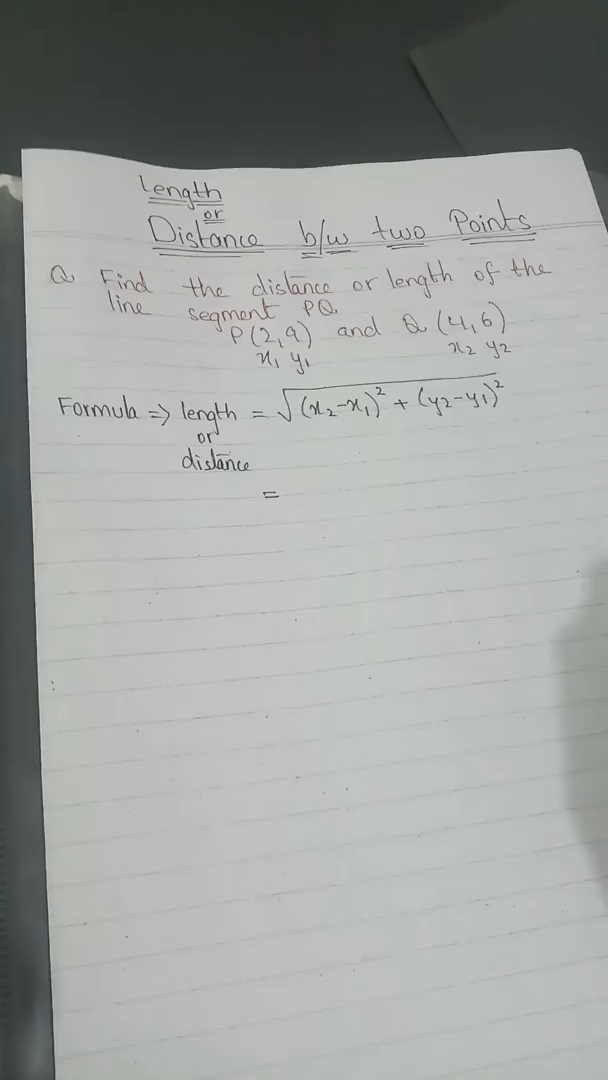 Length
or
Distance b/w two Points
Q Find the distance or length of the
line segment PQ
P(2,9) and Q(4,6)
x₁ y₁ x₂ y₂
Formula => length = √(x₂-x₁)² + (y₂-y₁)²
or
distance
=